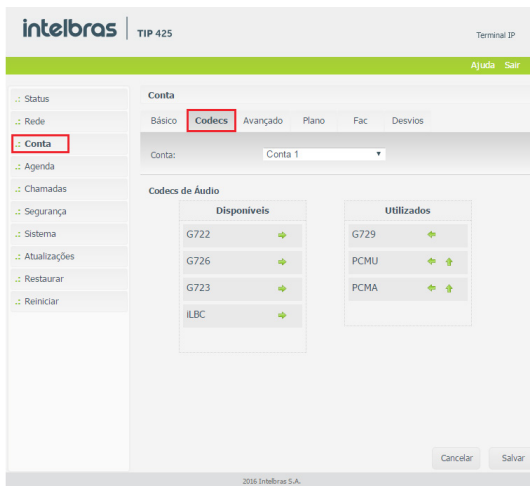 intelbras TIP 425
Terminal IP
Ajuda Sair
.: Status
.: Rede
.: Conta
.: Agenda
.: Chamadas
.: Segurança
.: Sistema
.: Atualizações
.: Restaurar
.: Reiniciar
Conta
Básico Codecs Avançado Plano Fac Desvios
Conta: Conta 1
Codecs de Áudio
Disponíveis
G722
G726
G723
iLBC
Utilizados
G729
PCMU
PCMA
Cancelar Salvar
2016 Intelbras S.A.